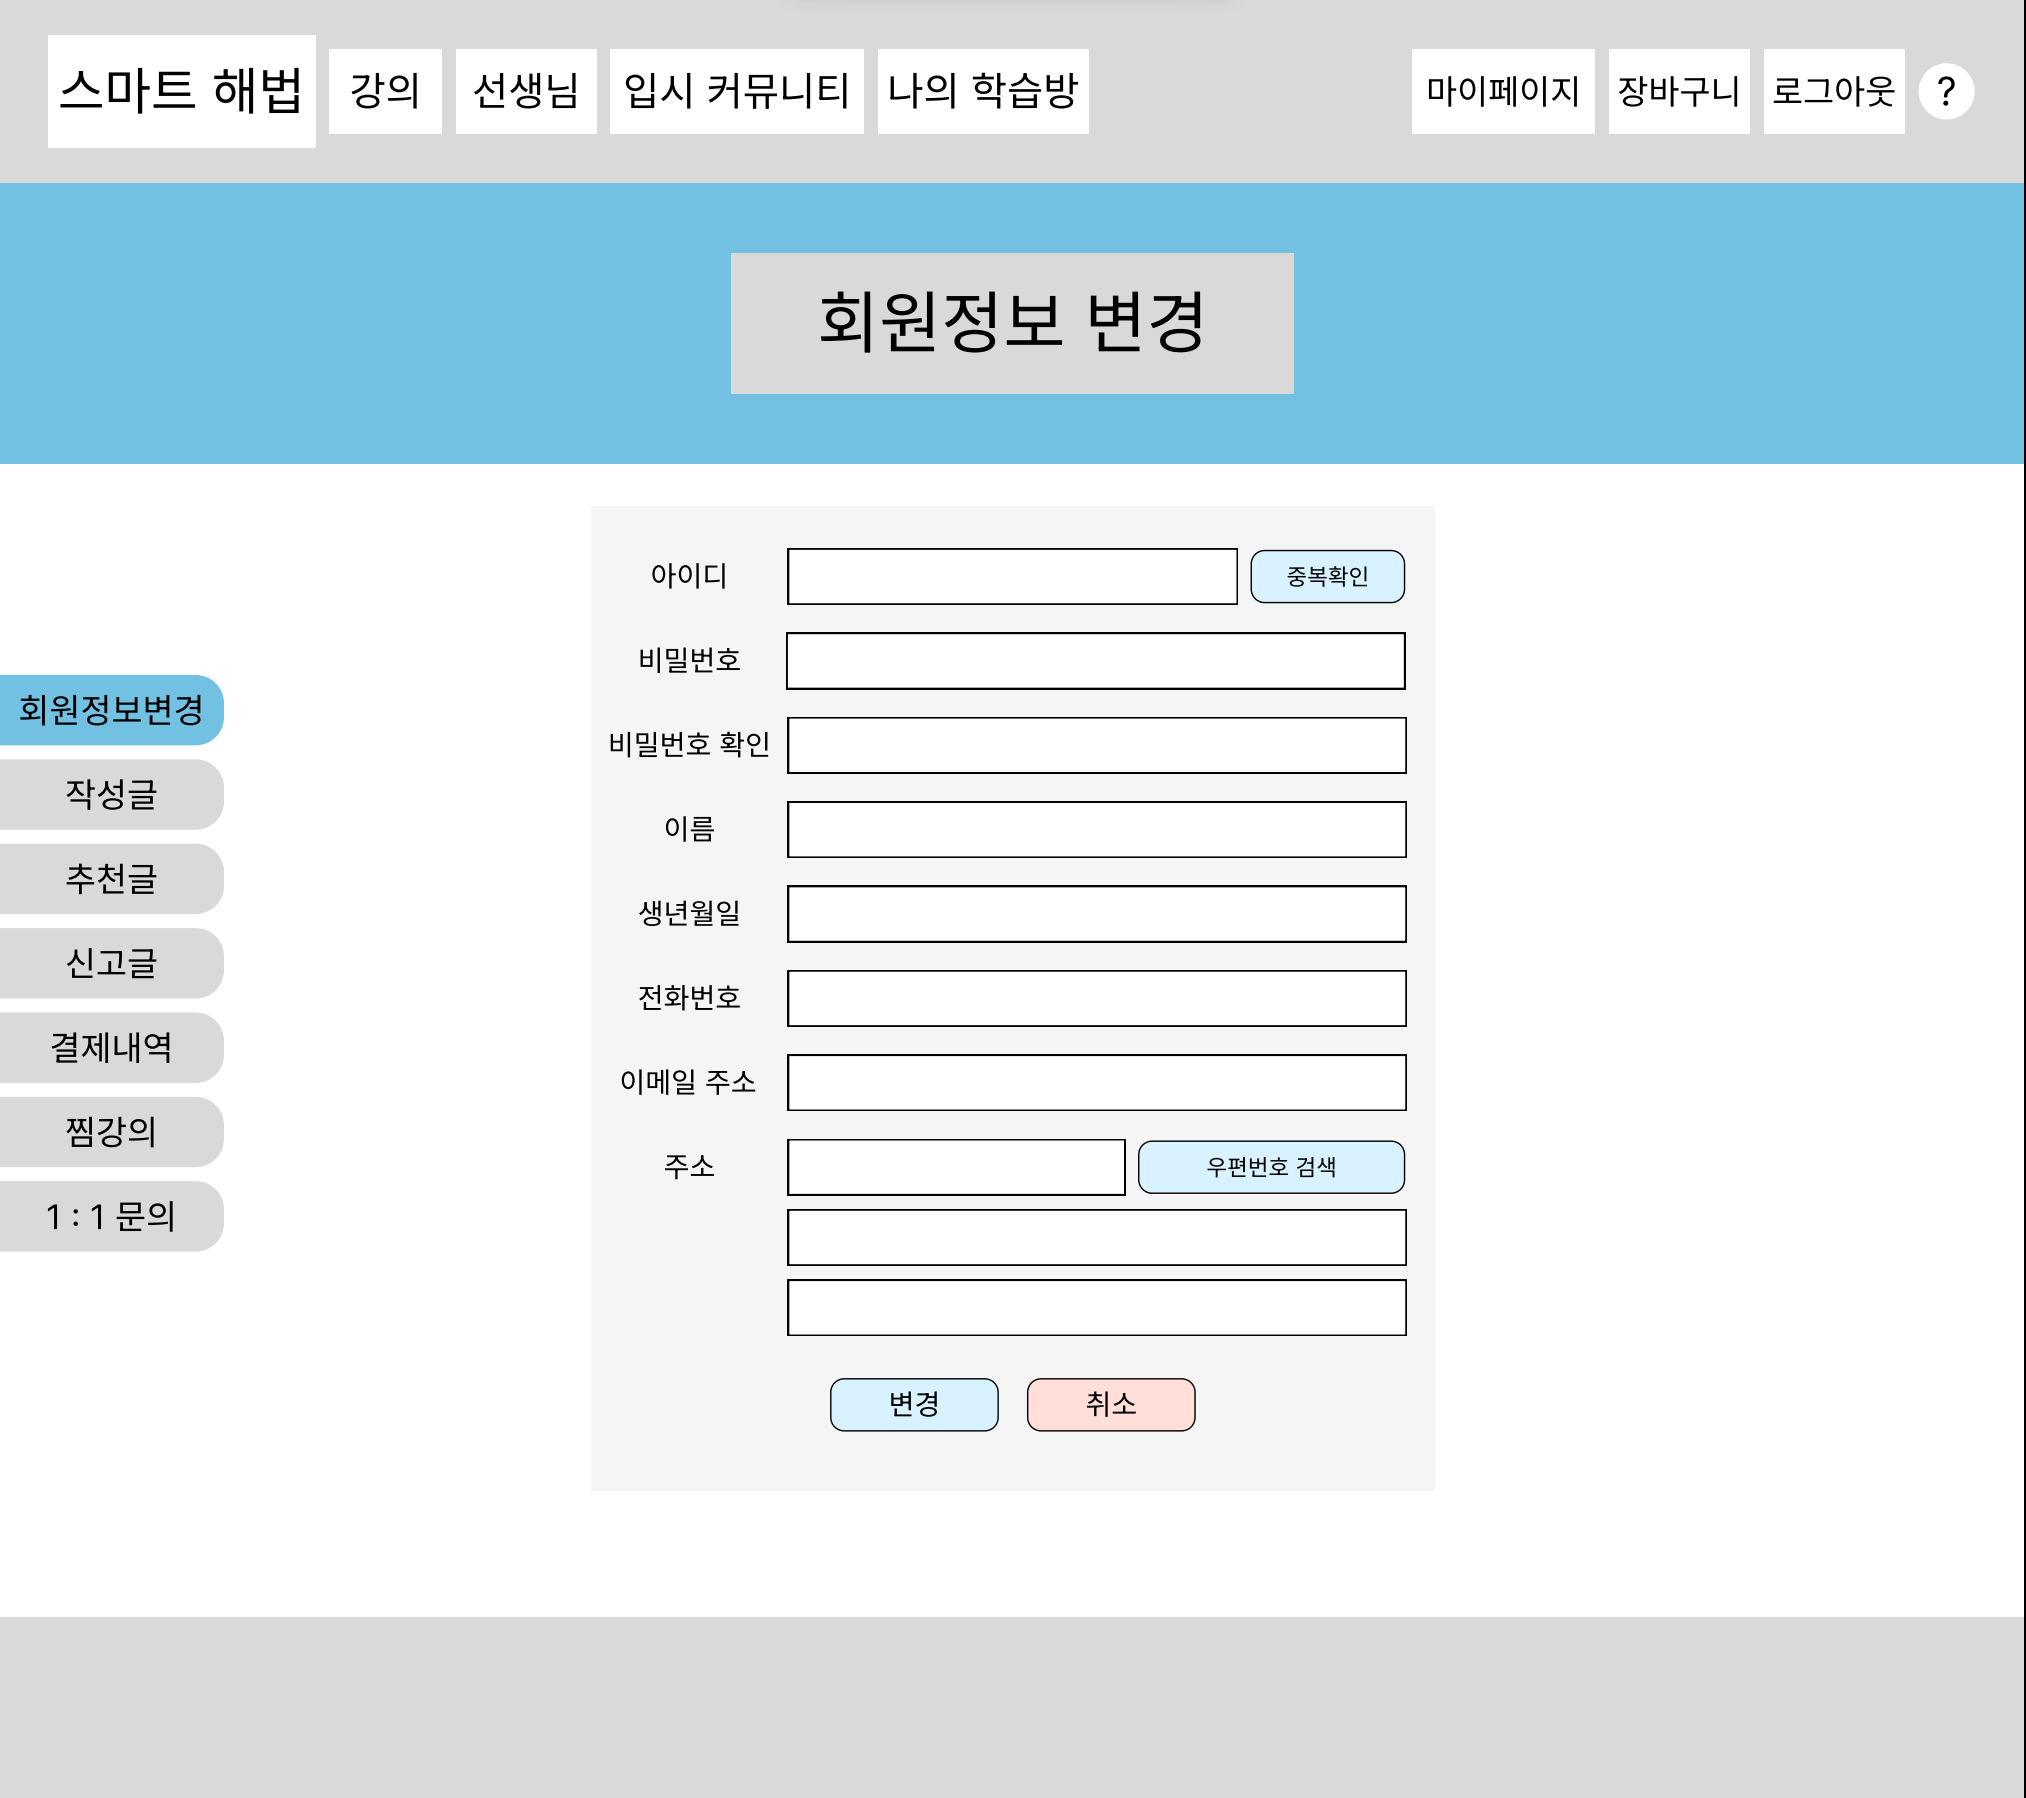 스마트 해법 강의 선생님 입시 커뮤니티 나의 학습방 마이페이지 장바구니 로그아웃 ?
회원정보 변경
회원정보변경
작성글
추천글
신고글
결제내역
찜강의
1 : 1 문의
아이디 중복확인
비밀번호
비밀번호 확인
이름
생년월일
전화번호
이메일 주소
주소 우편번호 검색
변경 취소